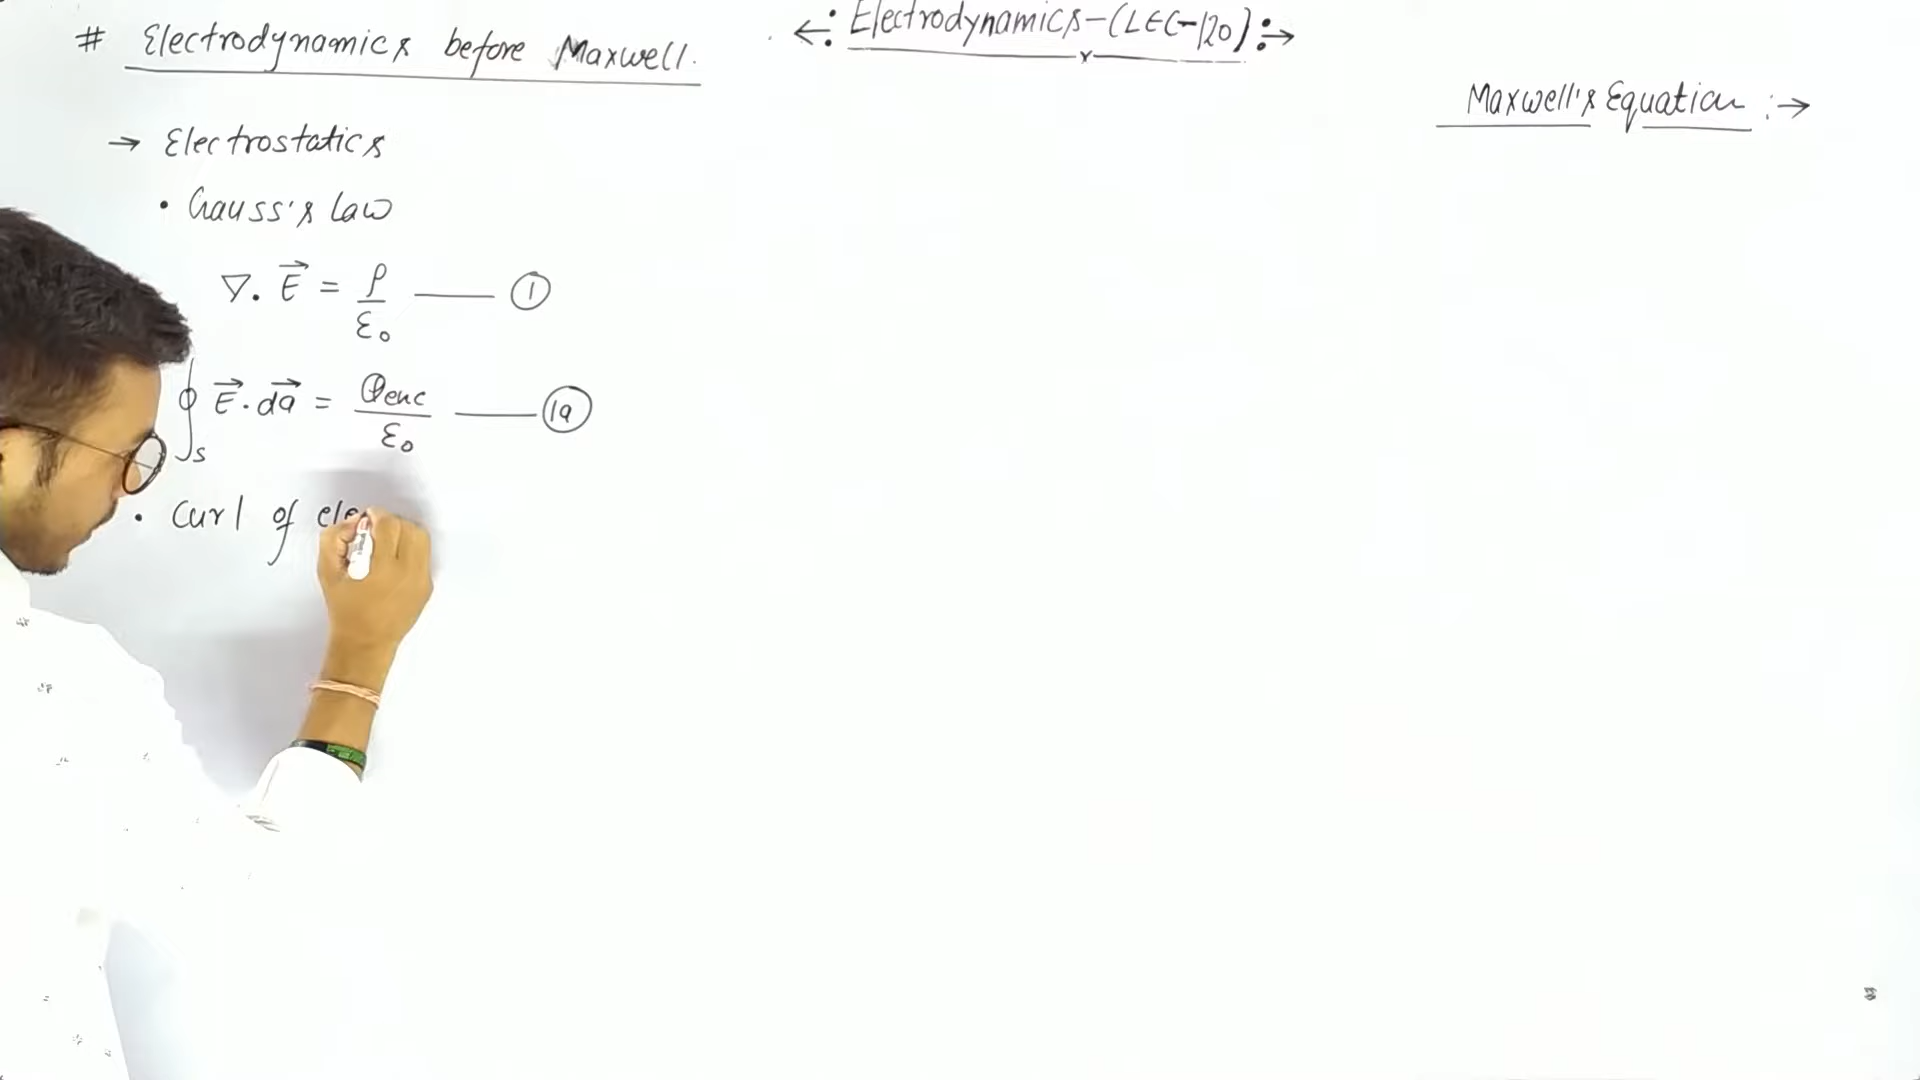 # Electrodynamics before Maxwell.
←: Electrodynamics-(LEC-120):→
Maxwell's Equation :→
→ Electrostatics
• Gauss's law
∇. E⃗ = ρ/ε₀ —— ①
∮ₛ E⃗ . da⃗ = Qenc/ε₀ —— (1a)
• Curl of ele